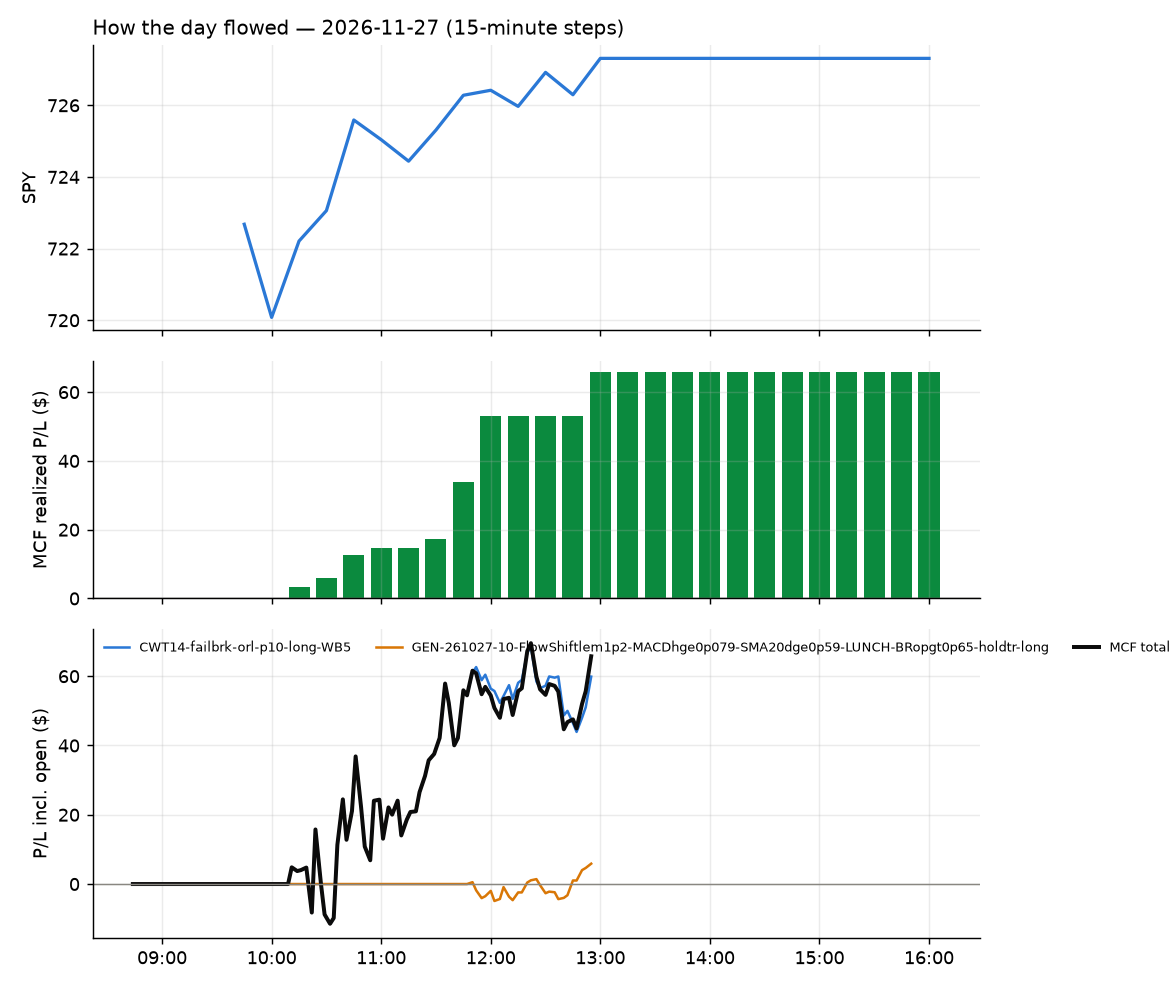 How the day flowed — 2026-11-27 (15-minute steps)
SPY
726
724
722
720
MCF realized P/L ($)
60
40
20
0
CWT14-failbrk-orl-p10-long-WB5
GEN-261027-10-FlowShiftlem1p2-MACDhge0p079-SMA20dge0p59-LUNCH-BRopgt0p65-holdtr-long
MCF total
P/L incl. open ($)
60
40
20
0
09:00 10:00 11:00 12:00 13:00 14:00 15:00 16:00